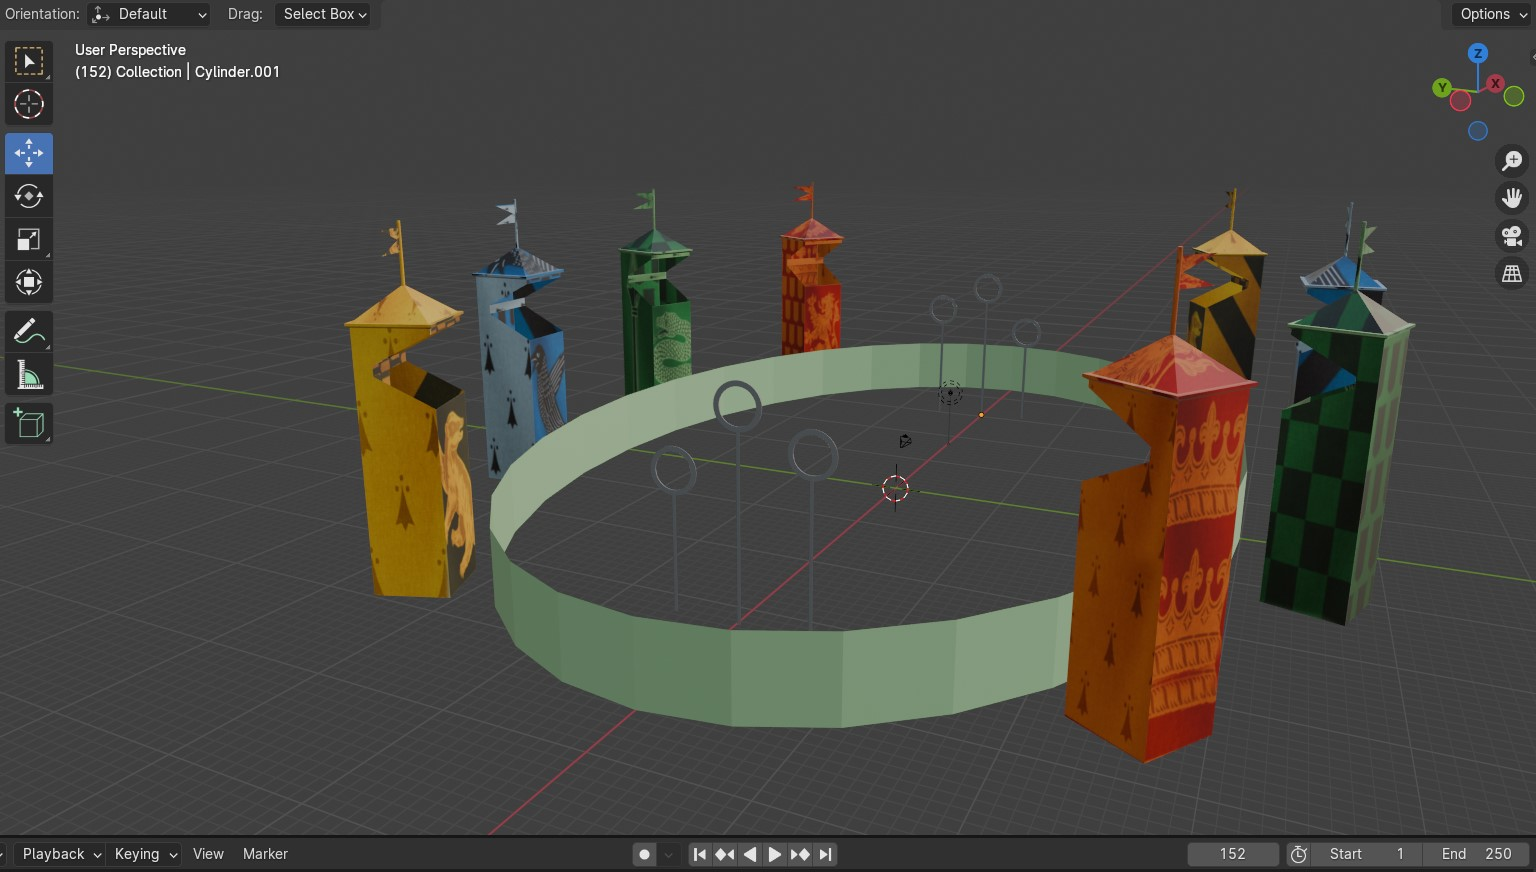 Orientation: Default Drag: Select Box Options
User Perspective
(152) Collection | Cylinder.001
Z
Y X
Playback Keying View Marker 152 Start 1 End 250